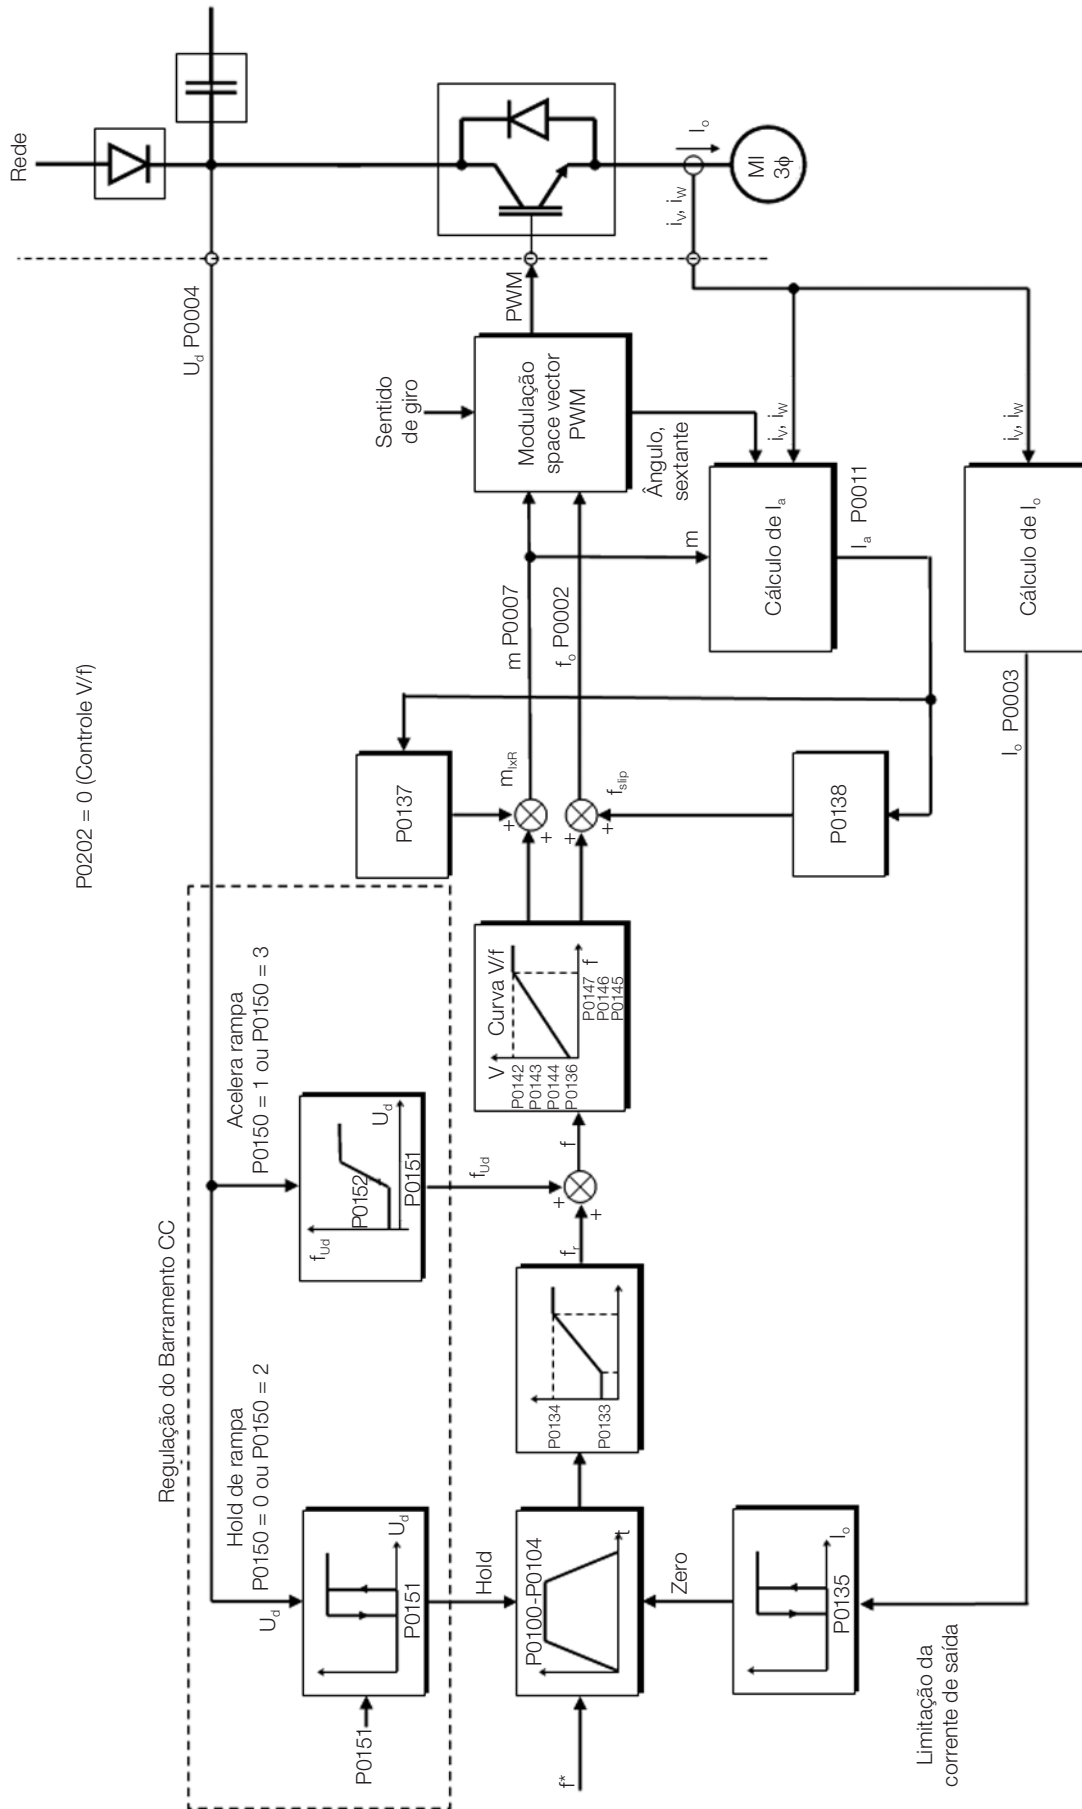 P0202 = 0 (Controle V/f)
Rede
Regulação do Barramento CC
Hold de rampa
P0150 = 0 ou P0150 = 2
Acelera rampa
P0150 = 1 ou P0150 = 3
U_d P0004
U_d
P0151
U_d
P0151
Hold
f_Ud
P0152
U_d
P0151
f_Ud
f*
P0100-P0104
t
P0134
P0133
f_r
+
+
f
Curva V/f
V
P0142
P0143
P0144
P0136
f
P0147
P0146
P0145
P0137
+
+
m_IxR
m P0007
+
+
f_slip
f_o P0002
P0138
Sentido
de giro
Modulação
space vector
PWM
PWM
Ângulo,
sextante
m
i_v, i_w
Cálculo de I_a
I_a P0011
i_v, i_w
I_o
MI
3ϕ
i_v, i_w
Cálculo de I_o
I_o P0003
Zero
I_o
P0135
Limitação da
corrente de saída